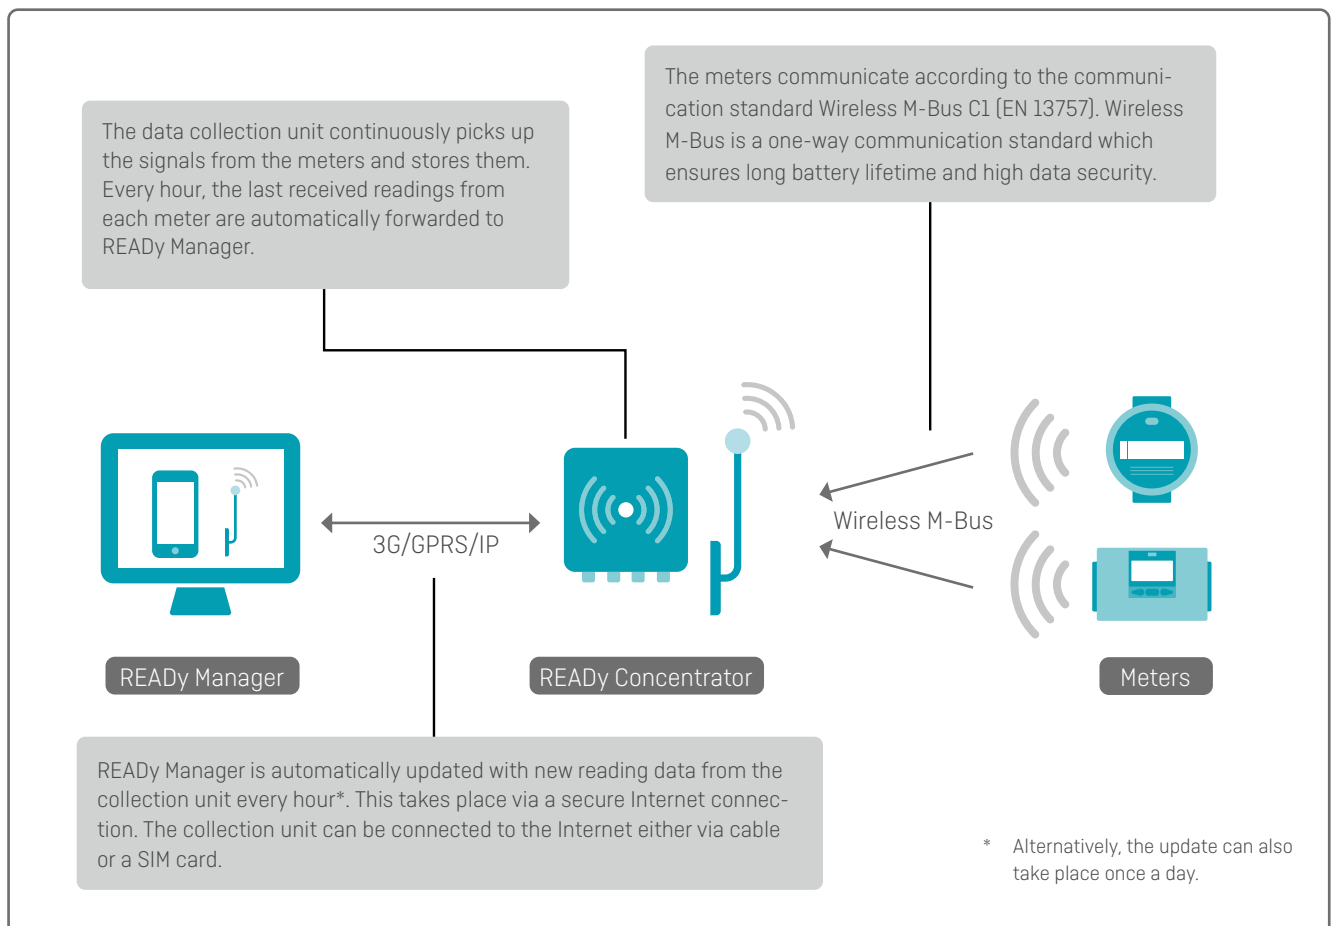 The meters communicate according to the communi-
cation standard Wireless M-Bus C1 (EN 13757). Wireless
M-Bus is a one-way communication standard which
ensures long battery lifetime and high data security.
The data collection unit continuously picks up
the signals from the meters and stores them.
Every hour, the last received readings from
each meter are automatically forwarded to
READy Manager.
Wireless M-Bus
3G/GPRS/IP
READy Manager
READy Concentrator
Meters
READy Manager is automatically updated with new reading data from the
collection unit every hour*. This takes place via a secure Internet connec-
tion. The collection unit can be connected to the Internet either via cable
or a SIM card.
* Alternatively, the update can also
take place once a day.